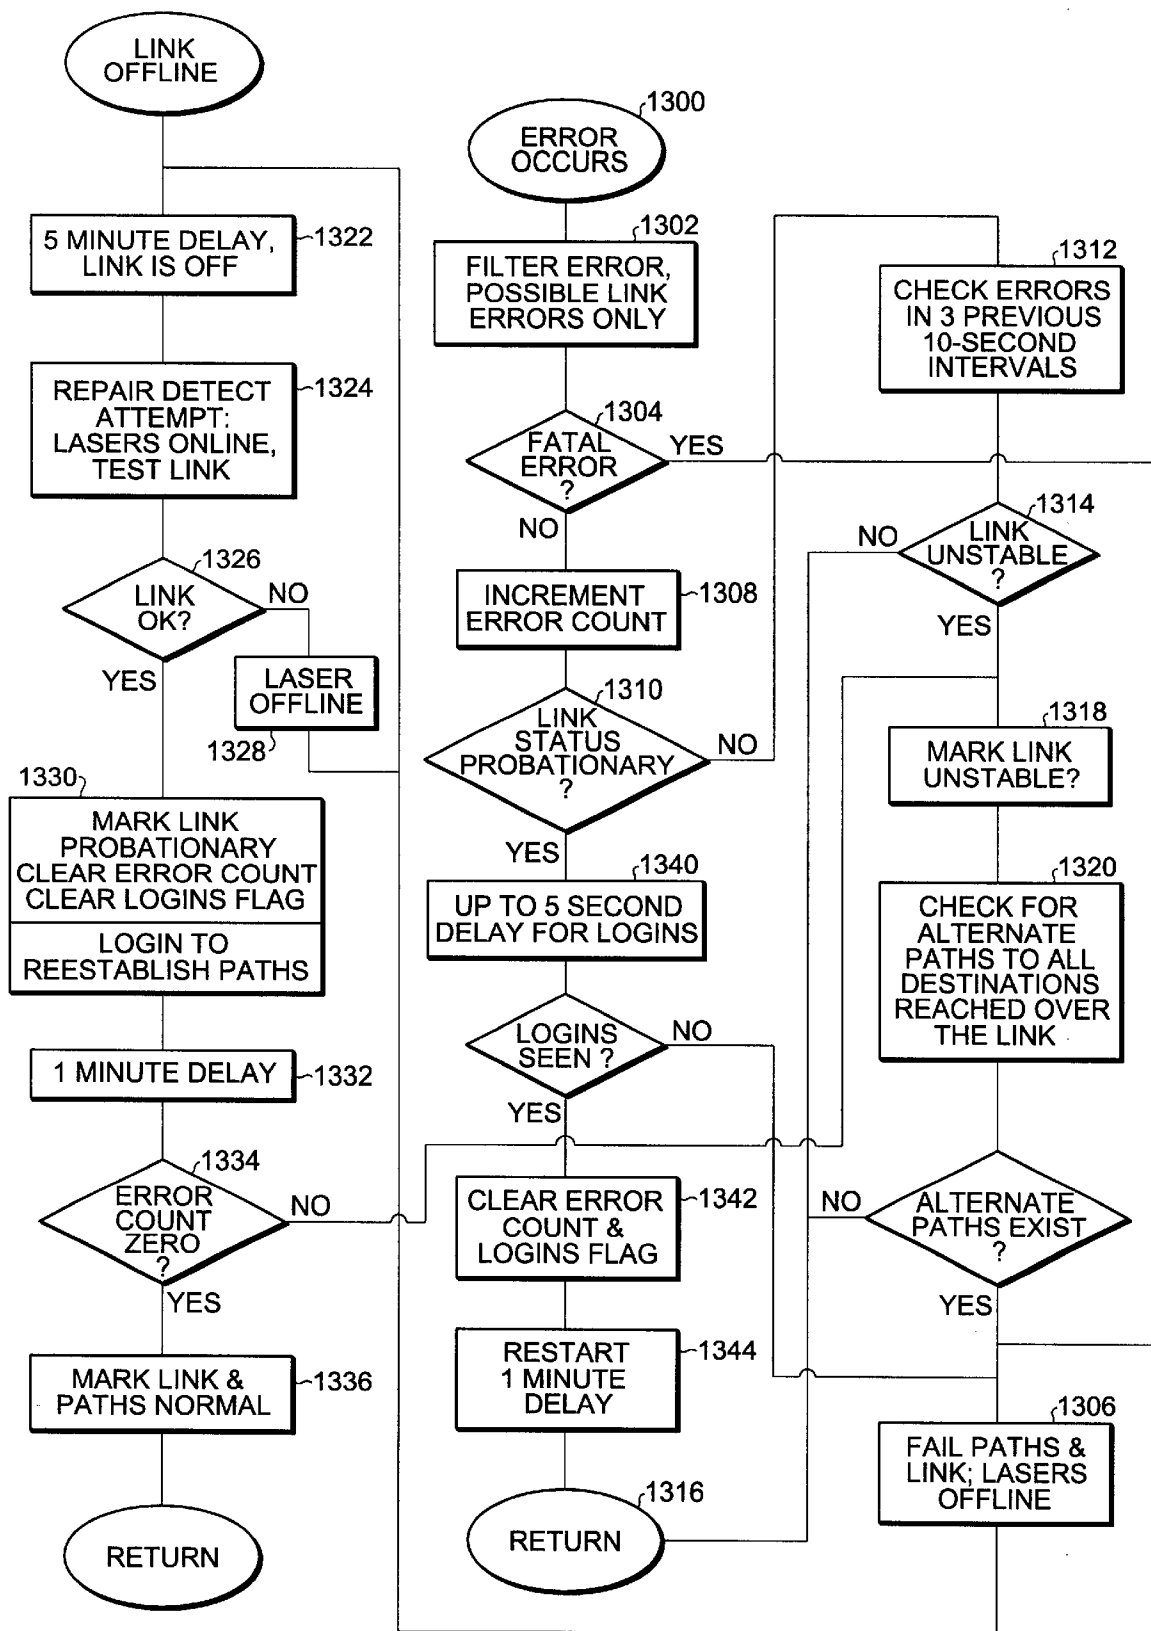 LINK
OFFLINE
5 MINUTE DELAY,
LINK IS OFF
1322
REPAIR DETECT
ATTEMPT:
LASERS ONLINE,
TEST LINK
1324
1326
LINK
OK?
NO
YES
LASER
OFFLINE
1328
1330
MARK LINK
PROBATIONARY
CLEAR ERROR COUNT
CLEAR LOGINS FLAG
LOGIN TO
REESTABLISH PATHS
1 MINUTE DELAY
1332
1334
ERROR
COUNT
ZERO
?
NO
YES
MARK LINK &
PATHS NORMAL
1336
RETURN
1300
ERROR
OCCURS
1302
FILTER ERROR,
POSSIBLE LINK
ERRORS ONLY
1304
FATAL
ERROR
?
YES
NO
INCREMENT
ERROR COUNT
1308
1310
LINK
STATUS
PROBATIONARY
?
NO
YES
1340
UP TO 5 SECOND
DELAY FOR LOGINS
LOGINS
SEEN ?
NO
YES
CLEAR ERROR
COUNT &
LOGINS FLAG
1342
RESTART
1 MINUTE
DELAY
1344
1316
RETURN
1312
CHECK ERRORS
IN 3 PREVIOUS
10-SECOND
INTERVALS
1314
LINK
UNSTABLE
?
NO
YES
1318
MARK LINK
UNSTABLE?
1320
CHECK FOR
ALTERNATE
PATHS TO ALL
DESTINATIONS
REACHED OVER
THE LINK
ALTERNATE
PATHS EXIST
?
NO
YES
1306
FAIL PATHS &
LINK; LASERS
OFFLINE